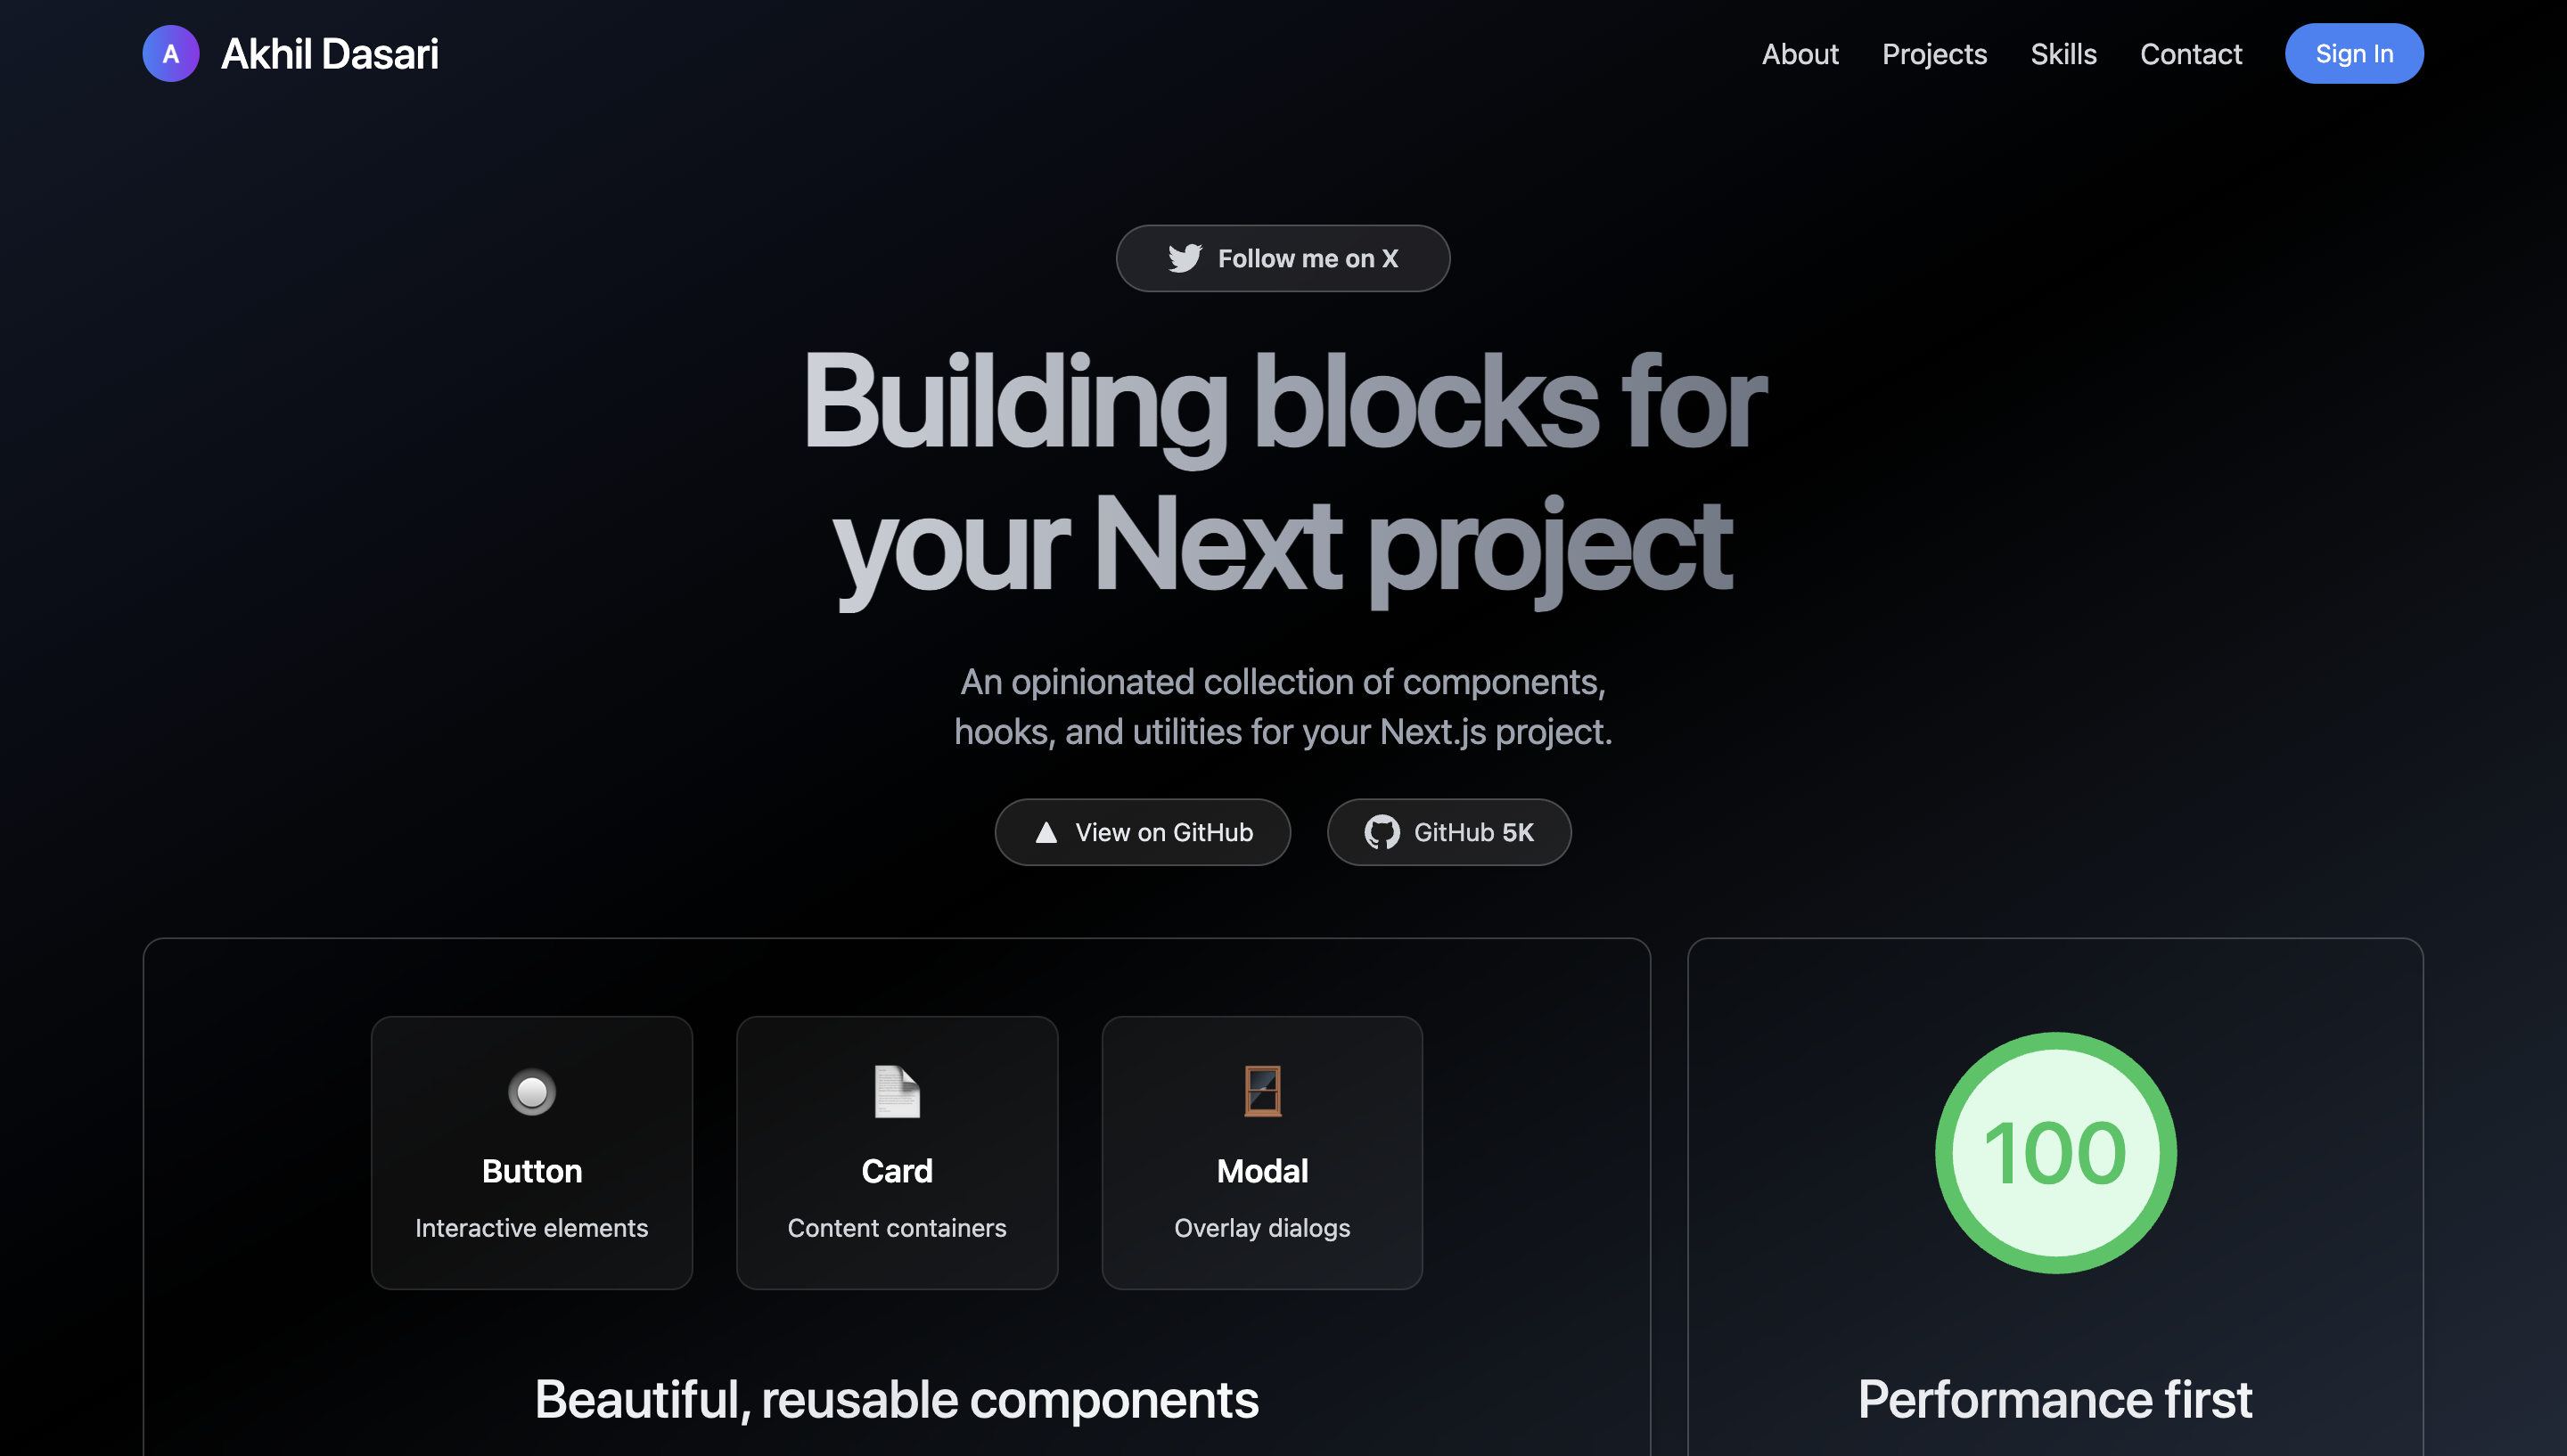 A Akhil Dasari
About Projects Skills Contact Sign In
Follow me on X
Building blocks for
your Next project
An opinionated collection of components,
hooks, and utilities for your Next.js project.
View on GitHub
GitHub 5K
Button
Interactive elements
Card
Content containers
Modal
Overlay dialogs
Beautiful, reusable components
100
Performance first